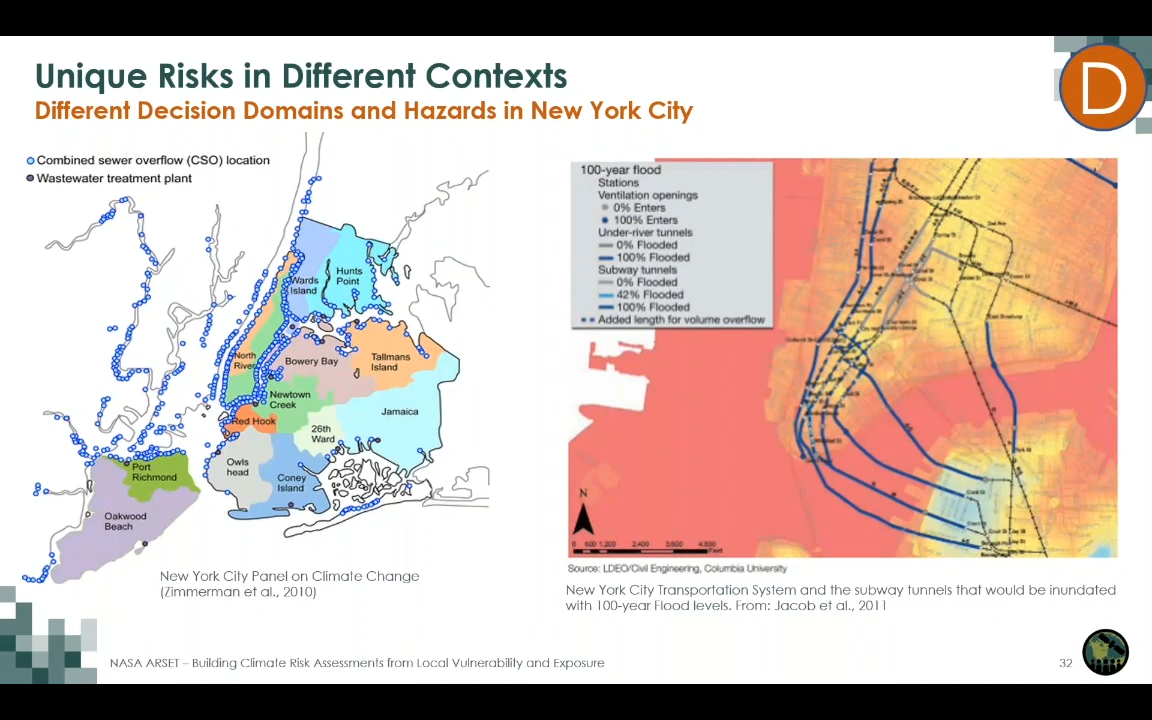 Unique Risks in Different Contexts
Different Decision Domains and Hazards in New York City
D
Combined sewer overflow (CSO) location
Wastewater treatment plant
Wards
Island
Hunts
Point
North
River
Bowery Bay
Tallmans
Island
Newtown
Creek
Jamaica
Red Hook
26th
Ward
Owls
head
Coney
Island
Port
Richmond
Oakwood
Beach
New York City Panel on Climate Change
(Zimmerman et al., 2010)
100-year flood
Stations
Ventilation openings
0% Enters
100% Enters
Under-river tunnels
0% Flooded
100% Flooded
Subway tunnels
0% Flooded
42% Flooded
100% Flooded
Added length for volume overflow
East Broadway
York St
N
0 600 1,200 2,400 3,600 4,800
Feet
Source: LDEO/Civil Engineering, Columbia University
New York City Transportation System and the subway tunnels that would be inundated
with 100-year Flood levels. From: Jacob et al., 2011
NASA ARSET – Building Climate Risk Assessments from Local Vulnerability and Exposure
32